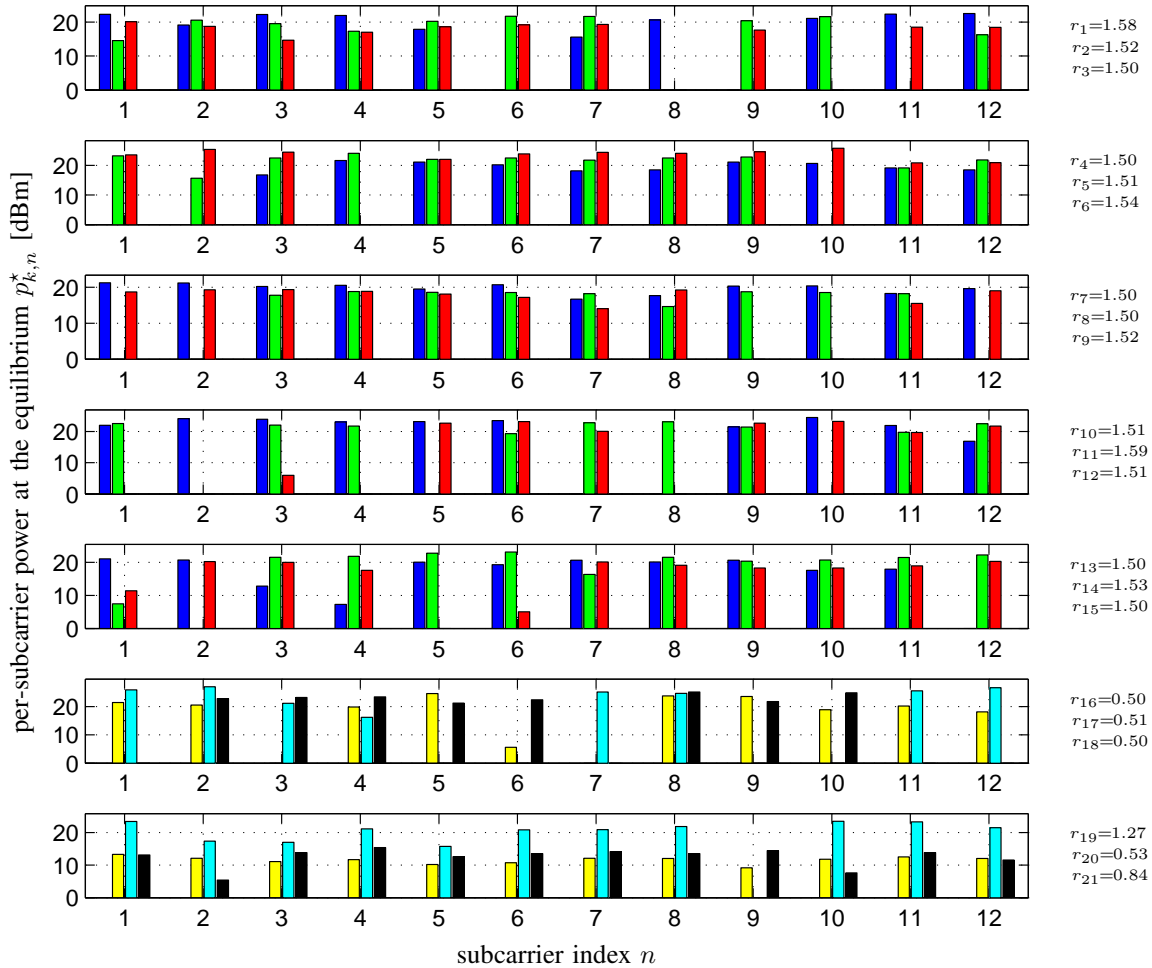 per-subcarrier power at the equilibrium p⋆k,n [dBm]
20
10
0
1 2 3 4 5 6 7 8 9 10 11 12
r1=1.58
r2=1.52
r3=1.50
20
10
0
1 2 3 4 5 6 7 8 9 10 11 12
r4=1.50
r5=1.51
r6=1.54
20
10
0
1 2 3 4 5 6 7 8 9 10 11 12
r7=1.50
r8=1.50
r9=1.52
20
10
0
1 2 3 4 5 6 7 8 9 10 11 12
r10=1.51
r11=1.59
r12=1.51
20
10
0
1 2 3 4 5 6 7 8 9 10 11 12
r13=1.50
r14=1.53
r15=1.50
20
10
0
1 2 3 4 5 6 7 8 9 10 11 12
r16=0.50
r17=0.51
r18=0.50
20
10
0
1 2 3 4 5 6 7 8 9 10 11 12
r19=1.27
r20=0.53
r21=0.84
subcarrier index n